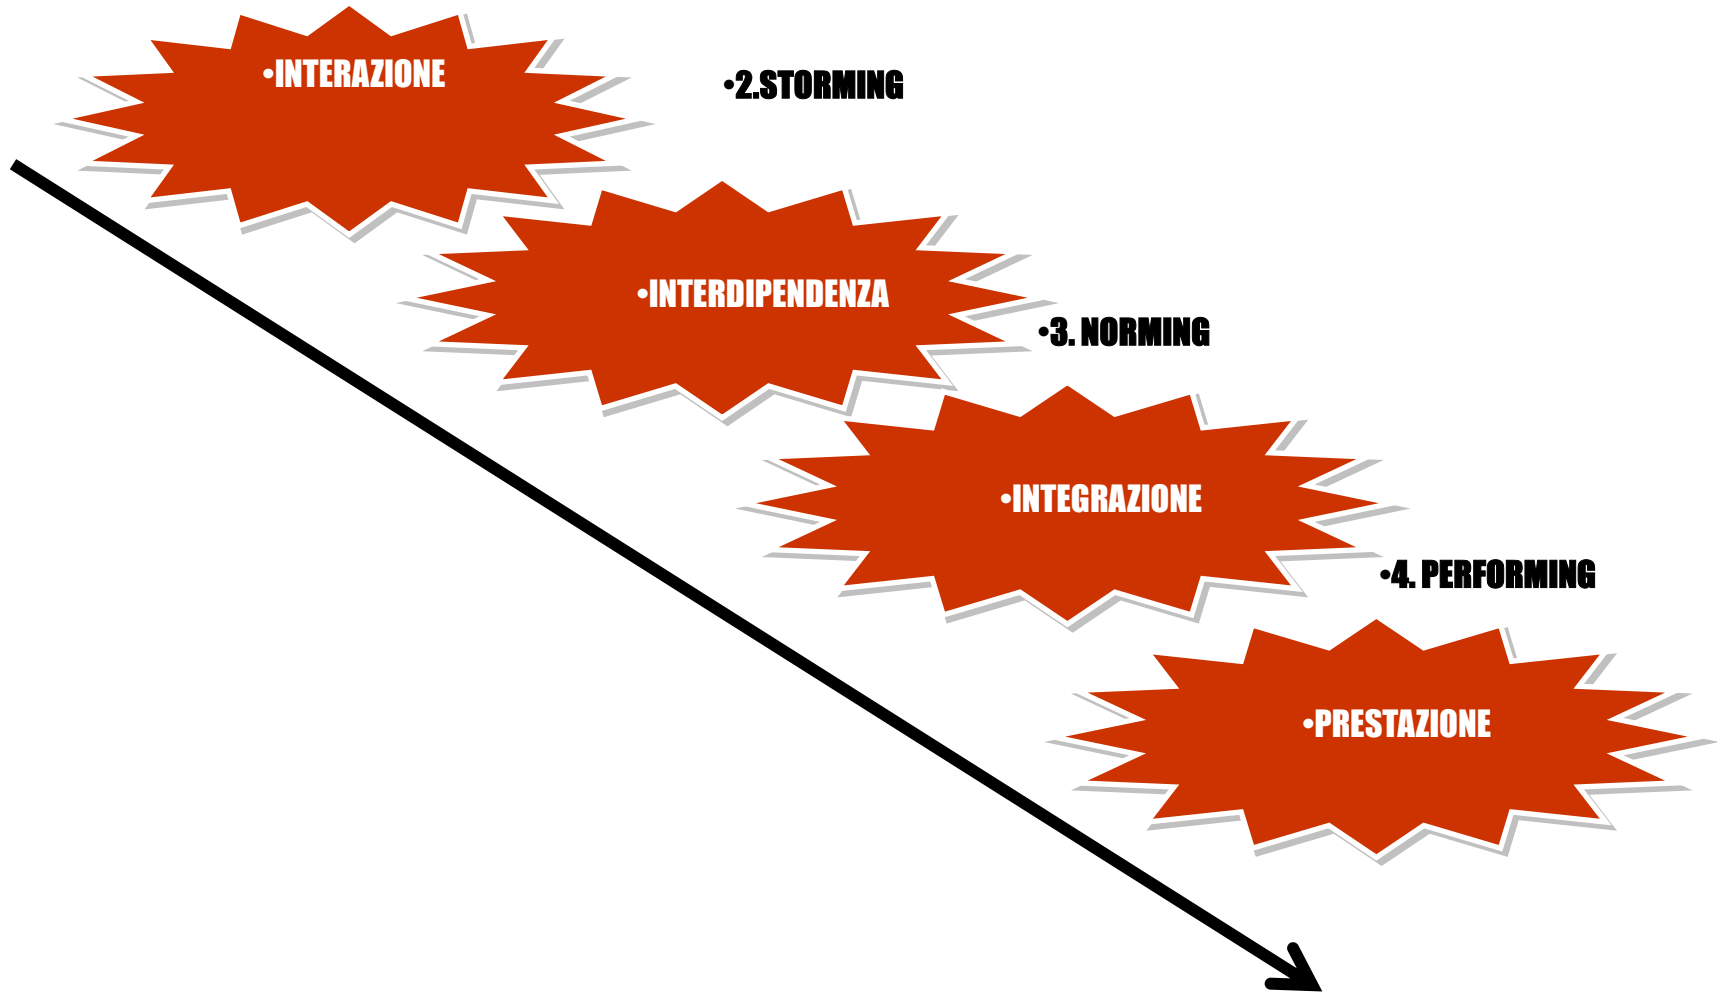 •INTERAZIONE
•2.STORMING
•INTERDIPENDENZA
•3. NORMING
•INTEGRAZIONE
•4. PERFORMING
•PRESTAZIONE